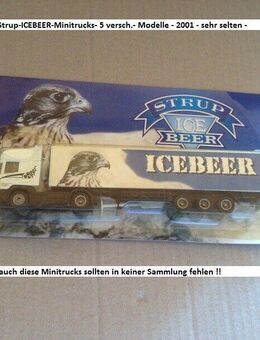 Strup-ICEBEER-Minitrucks- 5 versch.- Modelle - 2001 - sehr selten -
STRUP
ICE
BEER
ICEBEER
auch diese Minitrucks sollten in keiner Sammlung fehlen !!